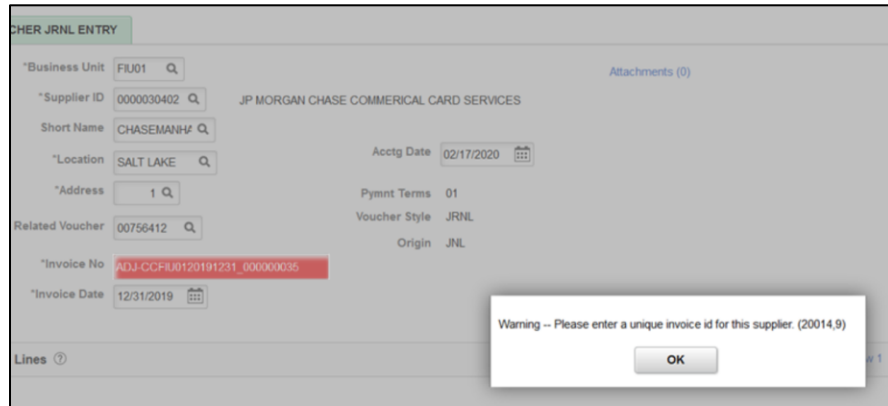 CHER JRNL ENTRY
*Business Unit FIU01 Attachments (0)
*Supplier ID 0000030402 JP MORGAN CHASE COMMERICAL CARD SERVICES
Short Name CHASEMANHA
*Location SALT LAKE Acctg Date 02/17/2020
*Address 1 Pymnt Terms 01
Related Voucher 00756412 Voucher Style JRNL
Origin JNL
*Invoice No ADJ-CCFIU0120191231_000000035
*Invoice Date 12/31/2019
Warning -- Please enter a unique invoice id for this supplier. (20014,9)
OK
Lines ? w 1